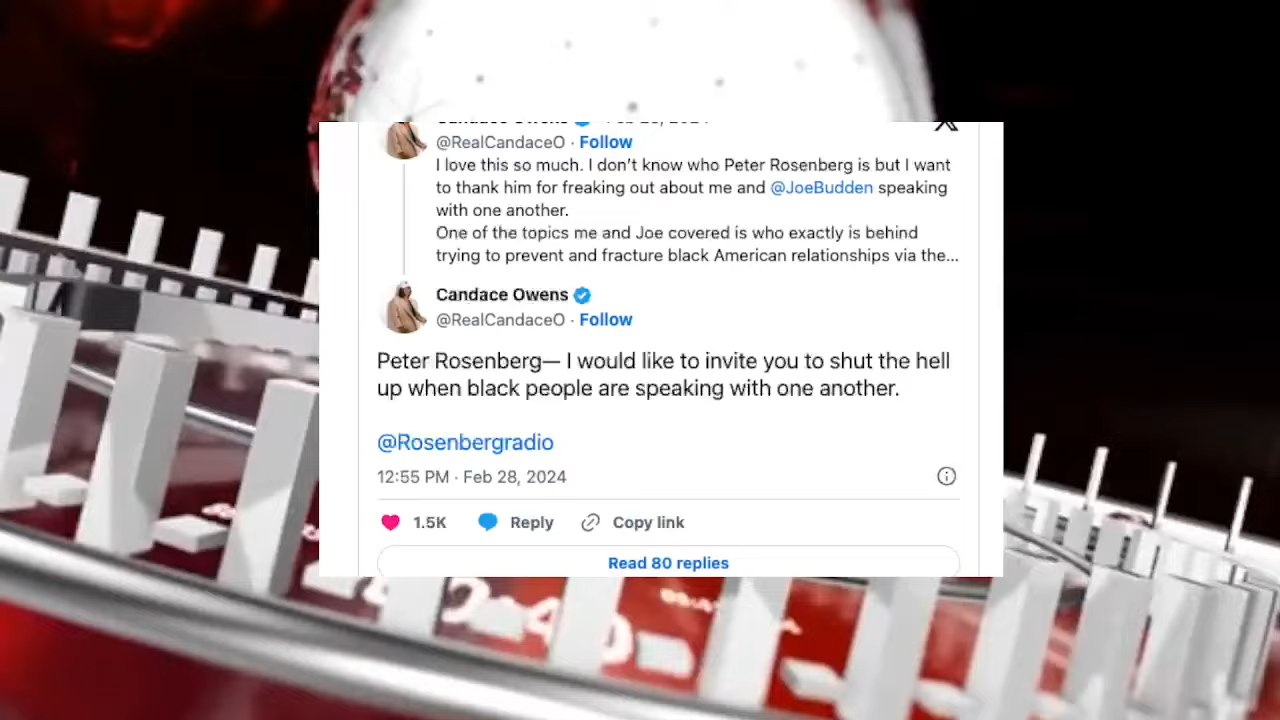 Candace Owens
@RealCandaceO · Follow
I love this so much. I don’t know who Peter Rosenberg is but I want
to thank him for freaking out about me and @JoeBudden speaking
with one another.
One of the topics me and Joe covered is who exactly is behind
trying to prevent and fracture black American relationships via the...
Candace Owens
@RealCandaceO · Follow
Peter Rosenberg— I would like to invite you to shut the hell
up when black people are speaking with one another.
@Rosenbergradio
12:55 PM · Feb 28, 2024
1.5K Reply Copy link
Read 80 replies